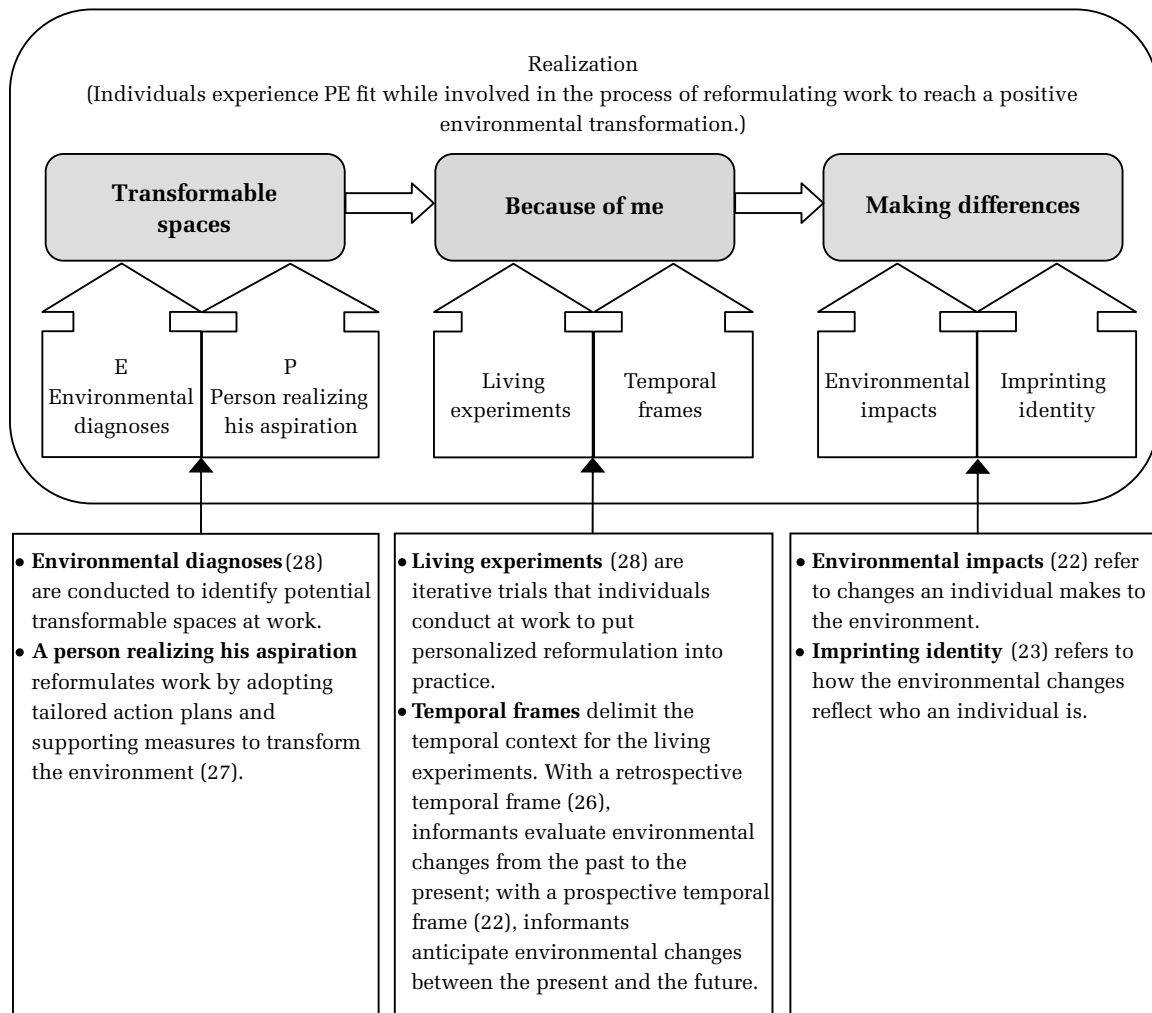 Realization
(Individuals experience PE fit while involved in the process of reformulating work to reach a positive
environmental transformation.)
Transformable
spaces
Because of me
Making differences
E
Environmental
diagnoses
P
Person realizing
his aspiration
Living
experiments
Temporal
frames
Environmental
impacts
Imprinting
identity
• Environmental diagnoses (28)
are conducted to identify potential
transformable spaces at work.
• A person realizing his aspiration
reformulates work by adopting
tailored action plans and
supporting measures to transform
the environment (27).
• Living experiments (28) are
iterative trials that individuals
conduct at work to put
personalized reformulation into
practice.
• Temporal frames delimit the
temporal context for the living
experiments. With a retrospective
temporal frame (26),
informants evaluate environmental
changes from the past to the
present; with a prospective temporal
frame (22), informants
anticipate environmental changes
between the present and the future.
• Environmental impacts (22) refer
to changes an individual makes to
the environment.
• Imprinting identity (23) refers to
how the environmental changes
reflect who an individual is.